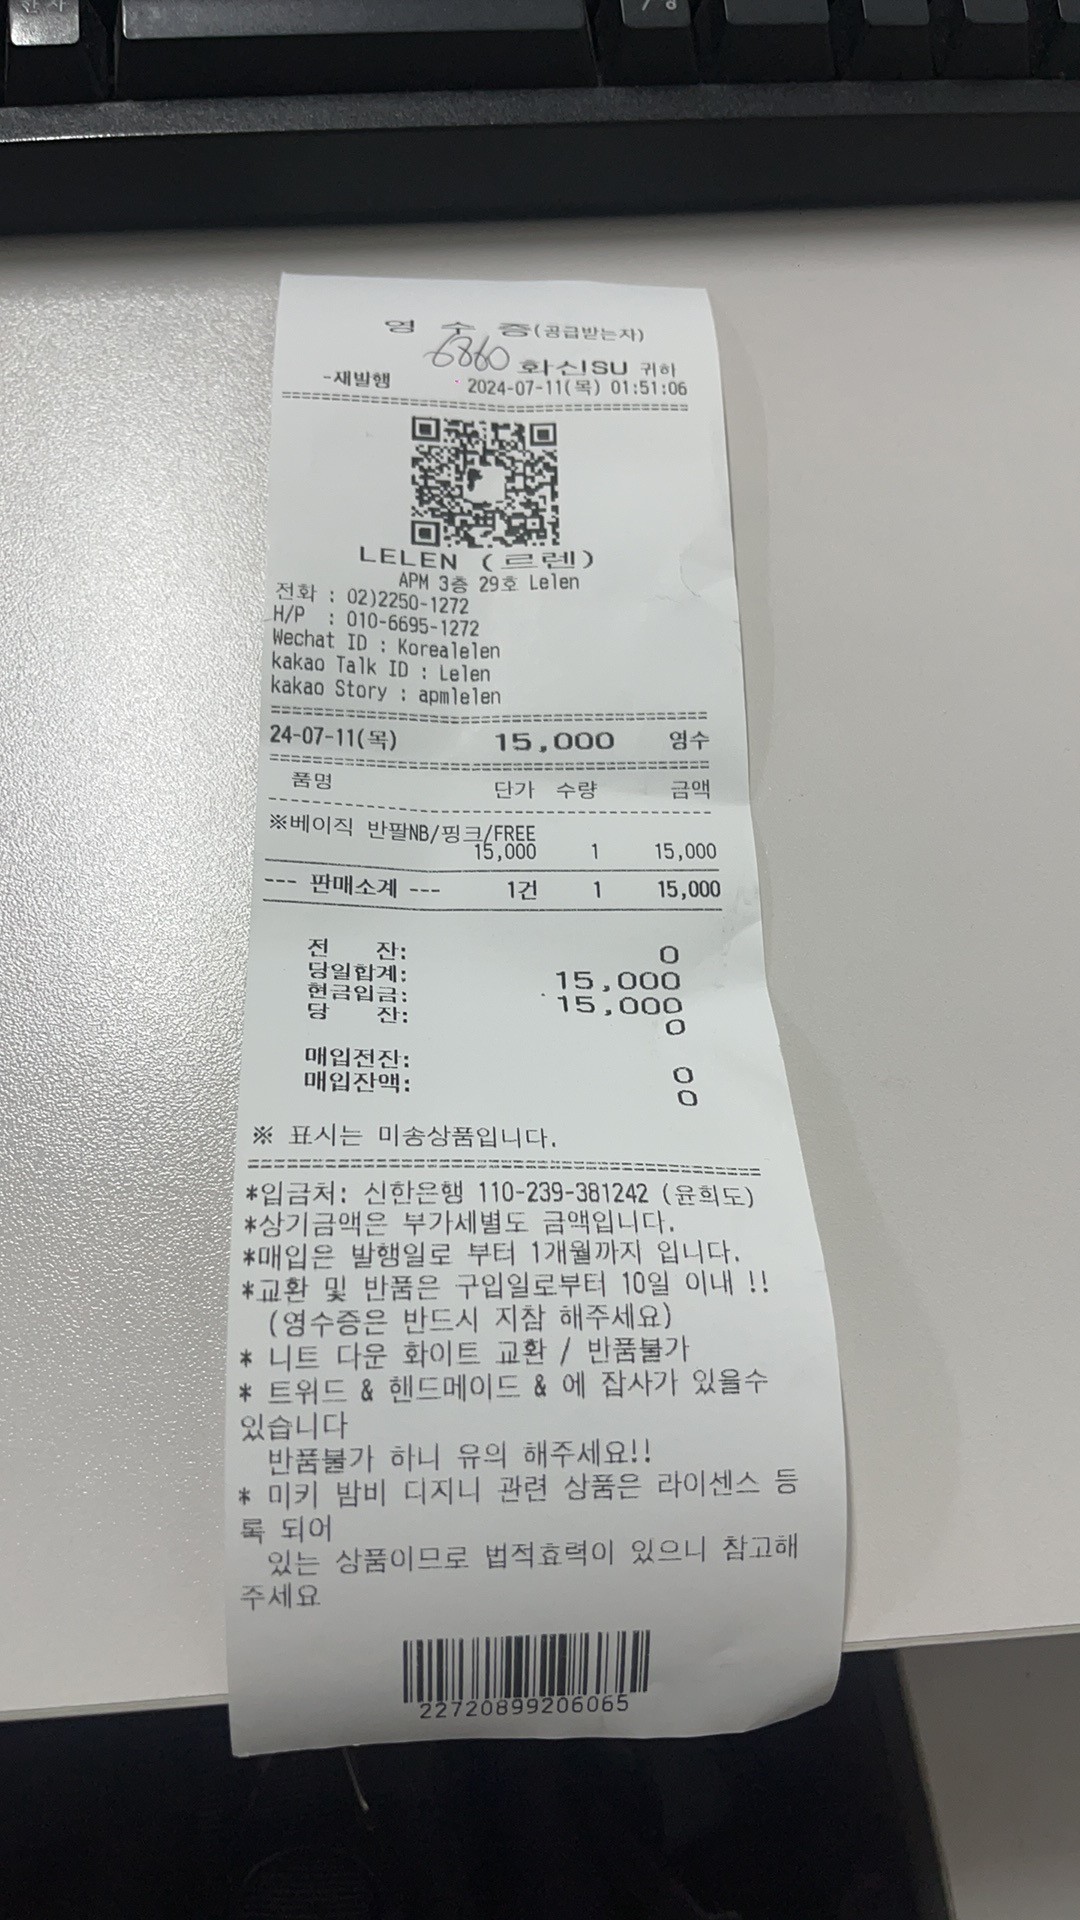 영 수 증(공급받는자)
6860 화신SU 귀하
-재발행 2024-07-11(목) 01:51:06
LELEN (르렌)
APM 3층 29호 Lelen
전화 : 02)2250-1272
H/P : 010-6695-1272
Wechat ID : Korealelen
kakao Talk ID : Lelen
kakao Story : apmlelen
24-07-11(목) 15,000 영수
품명 단가 수량 금액
※베이직 반팔NB/핑크/FREE
15,000 1 15,000
--- 판매소계 --- 1건 1 15,000
전 잔: 0
당일합계: 15,000
현금입금: 15,000
당 잔: 0
매입전진: 0
매입잔액: 0
※ 표시는 미송상품입니다.
*입금처: 신한은행 110-239-381242 (윤희도)
*상기금액은 부가세별도 금액입니다.
*매입은 발행일로 부터 1개월까지 입니다.
*교환 및 반품은 구입일로부터 10일 이내 !!
(영수증은 반드시 지참 해주세요)
* 니트 다운 화이트 교환 / 반품불가
* 트위드 & 핸드메이드 & 에 잡사가 있을수
있습니다
반품불가 하니 유의 해주세요!!
* 미키 밤비 디지니 관련 상품은 라이센스 등
록 되어
있는 상품이므로 법적효력이 있으니 참고해
주세요
22720899206065